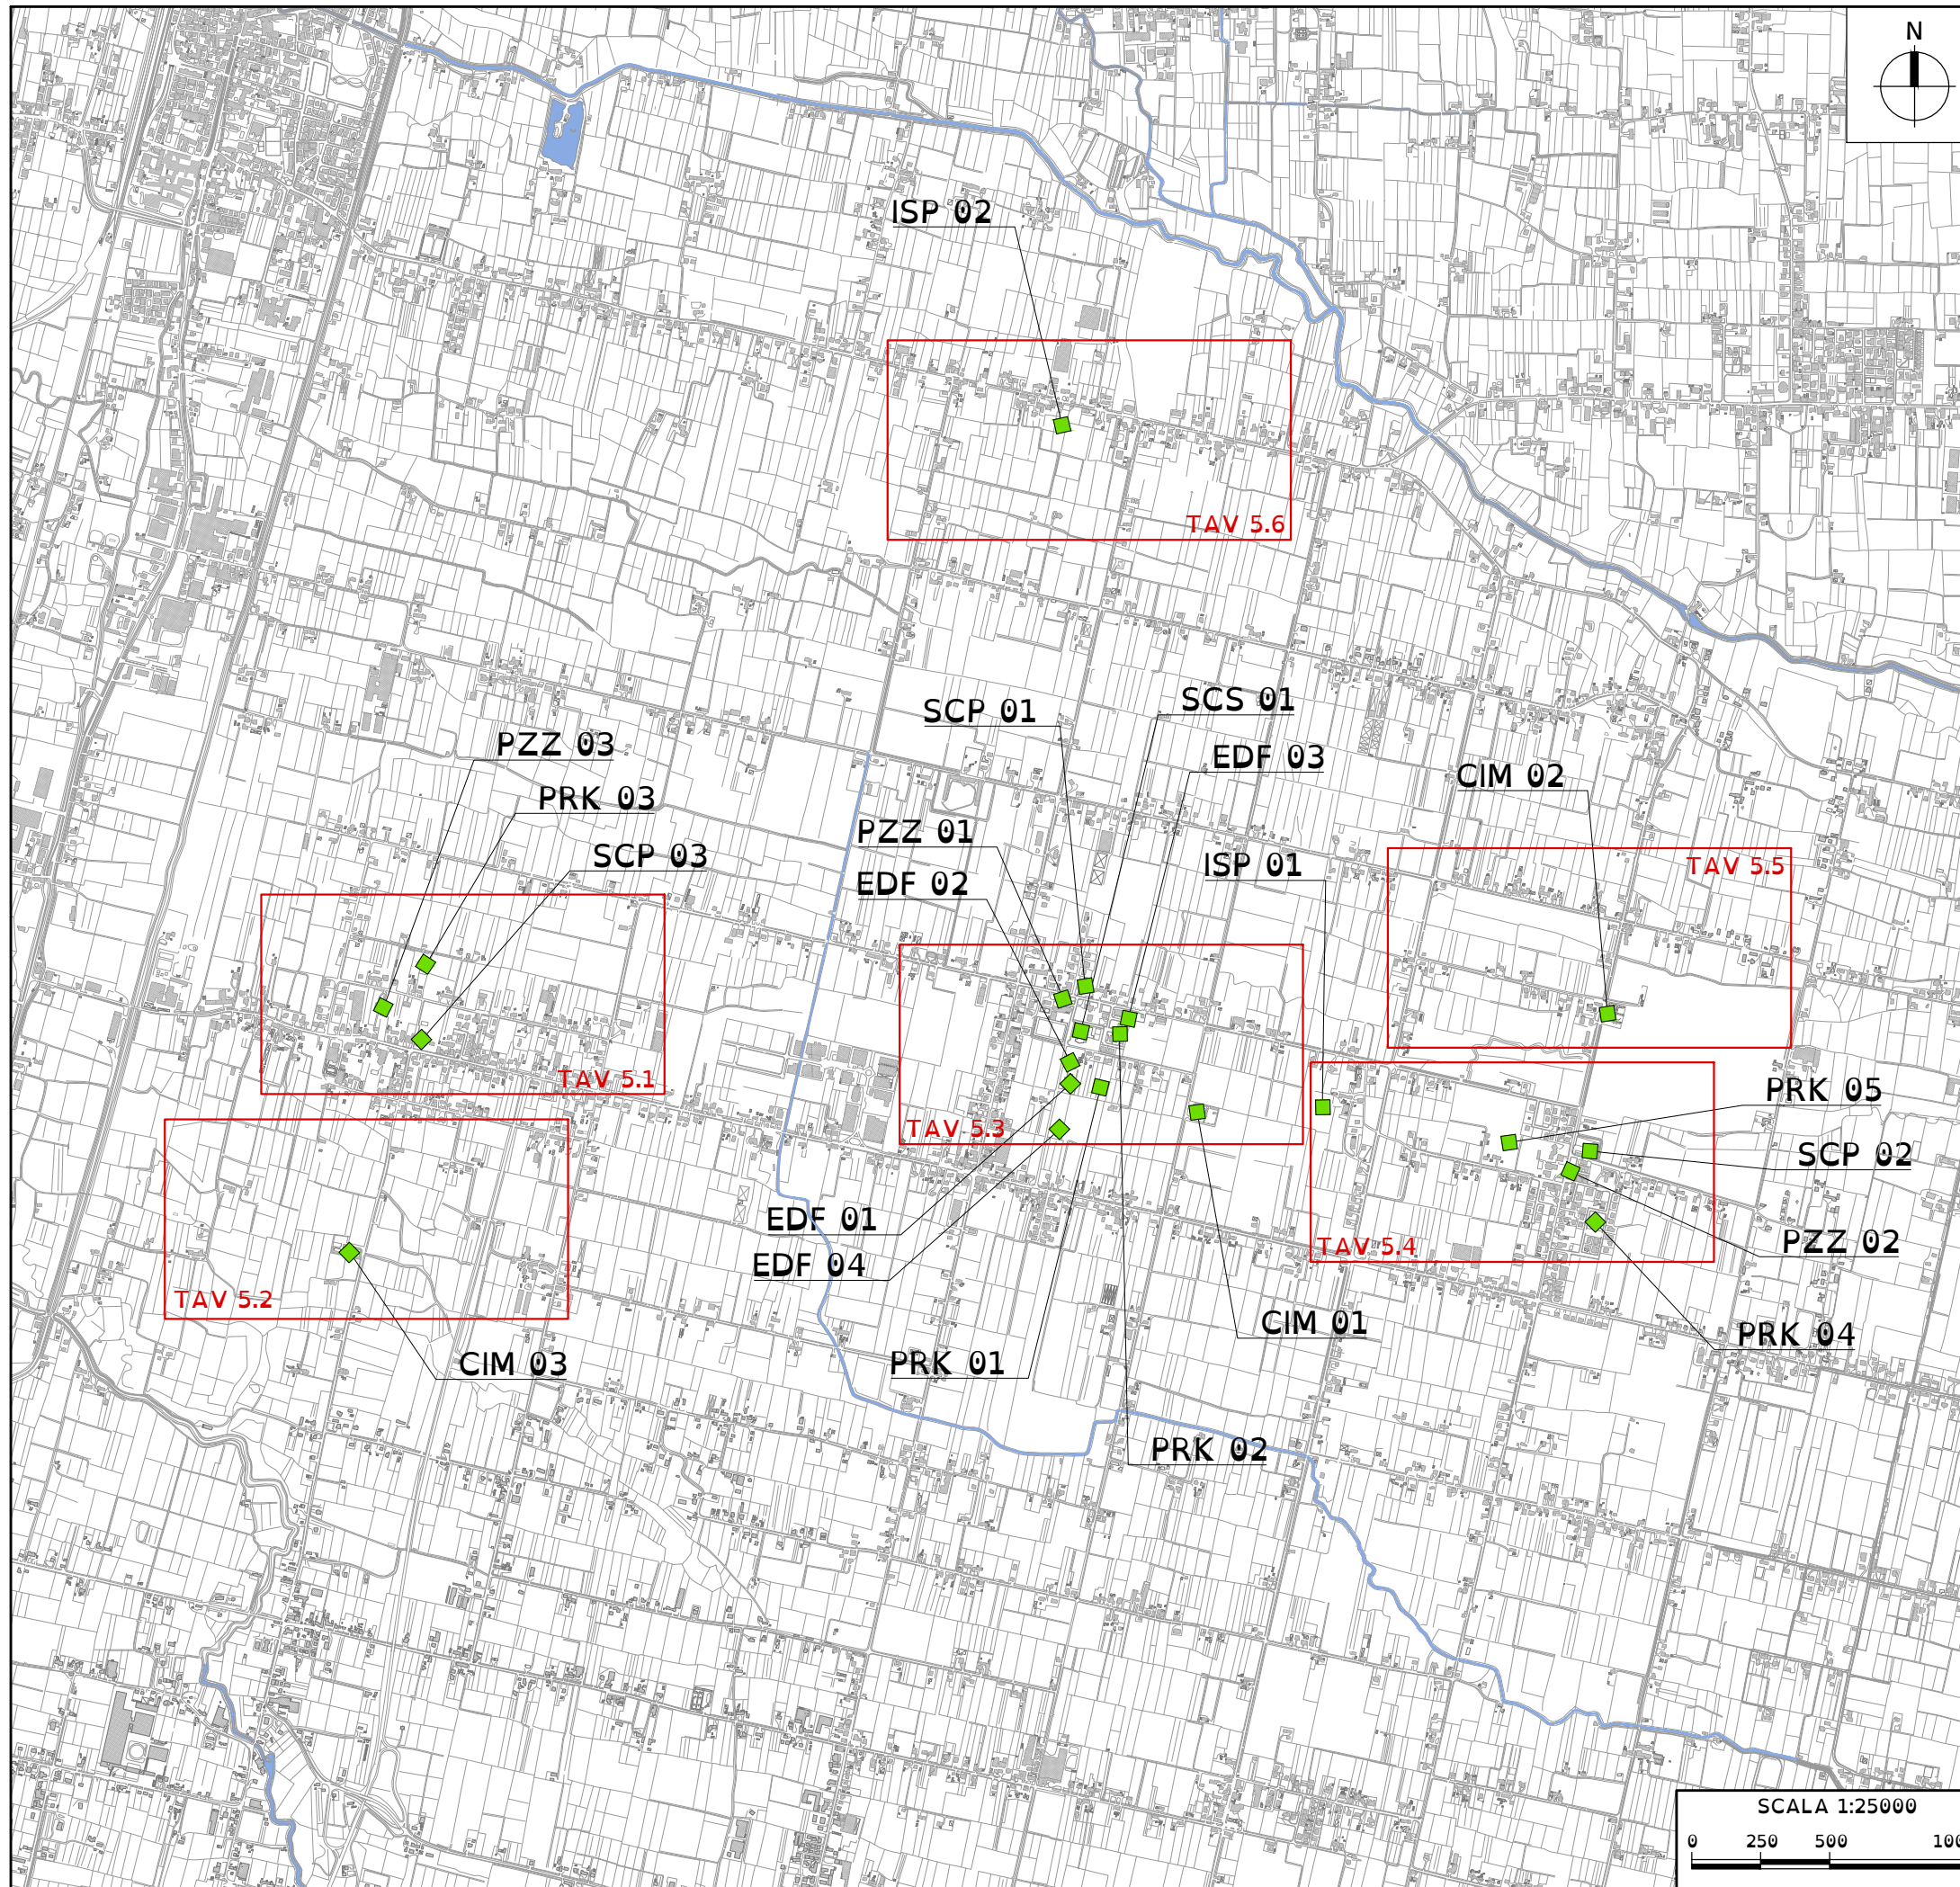 N
ISP 02
TAV 5.6
SCS 01
SCP 01
PZZ 03
EDF 03
CIM 02
PRK 03
PZZ 01
SCP 03
ISP 01
TAV 5.5
EDF 02
TAV 5.1
PRK 05
TAV 5.3
SCP 02
EDF 01
PZZ 02
TAV 5.4
EDF 04
TAV 5.2
CIM 01
PRK 04
CIM 03
PRK 01
PRK 02
SCALA 1:25000
0 250 500